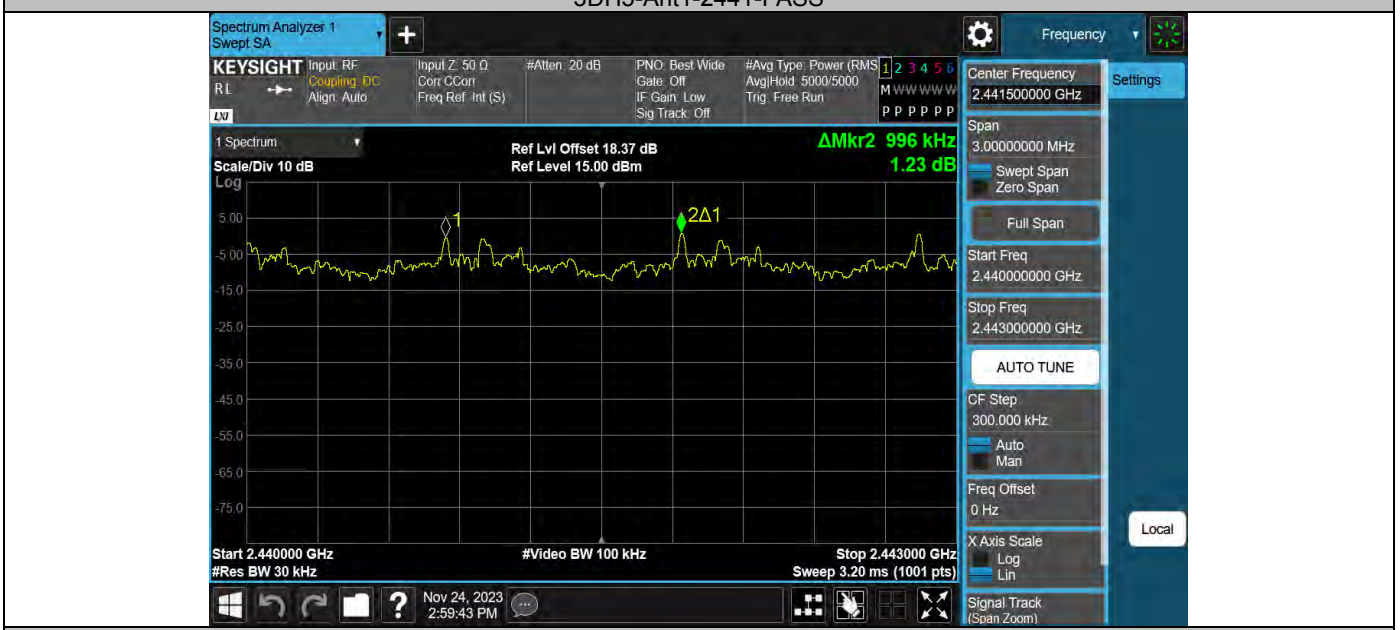 3DH5-Ant1-2441-PASS
Spectrum Analyzer 1
Swept SA
+
Frequency
KEYSIGHT
RL
LXI
Input: RF
Coupling: DC
Align: Auto
Input Z: 50 Ω
Corr CCorr
Freq Ref: Int (S)
#Atten: 20 dB
PNO: Best Wide
Gate: Off
IF Gain: Low
Sig Track: Off
#Avg Type: Power (RMS
Avg|Hold: 5000/5000
Trig: Free Run
1 2 3 4 5 6
M W W W W W
P P P P P P
1 Spectrum
Scale/Div 10 dB
Log
Ref Lvl Offset 18.37 dB
Ref Level 15.00 dBm
ΔMkr2 996 kHz
1.23 dB
1
2Δ1
5.00
-5.00
-15.0
-25.0
-35.0
-45.0
-55.0
-65.0
-75.0
Start 2.440000 GHz
#Res BW 30 kHz
#Video BW 100 kHz
Stop 2.443000 GHz
Sweep 3.20 ms (1001 pts)
?
Nov 24, 2023
2:59:43 PM
Center Frequency
2.441500000 GHz
Settings
Span
3.00000000 MHz
Swept Span
Zero Span
Full Span
Start Freq
2.440000000 GHz
Stop Freq
2.443000000 GHz
AUTO TUNE
CF Step
300.000 kHz
Auto
Man
Freq Offset
0 Hz
X Axis Scale
Log
Lin
Local
Signal Track
(Span Zoom)